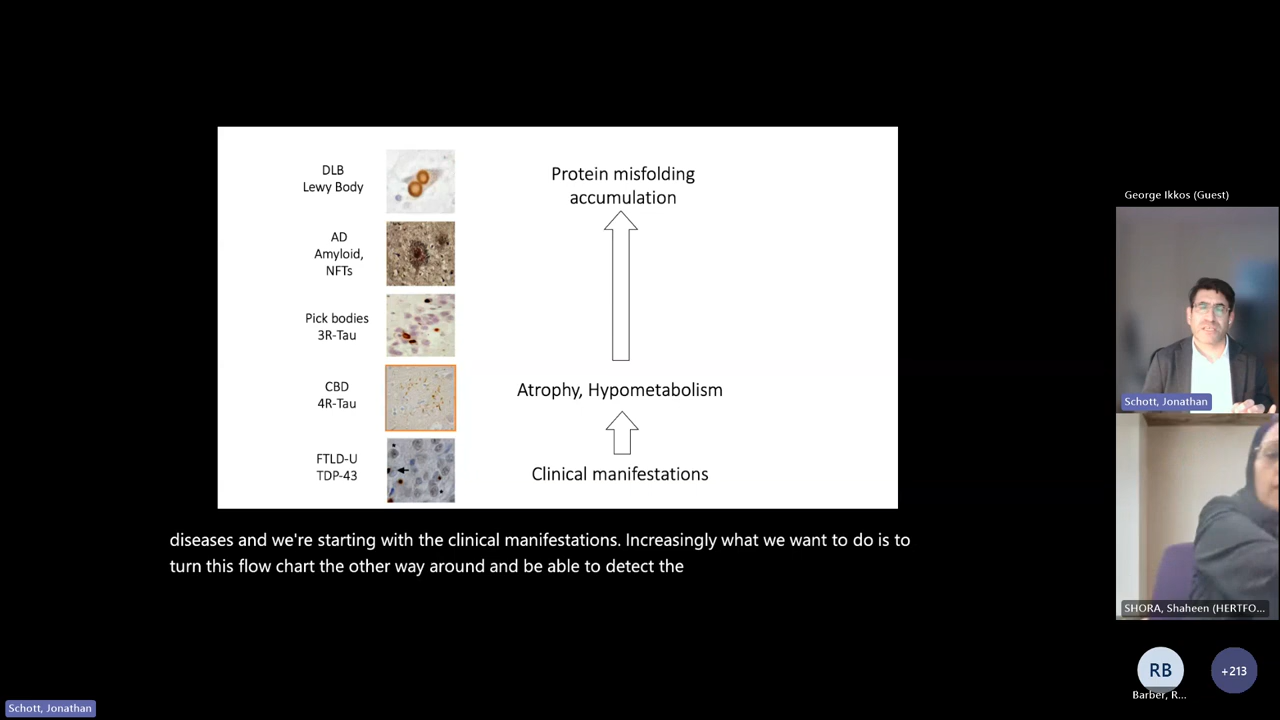 DLB
Lewy Body
AD
Amyloid,
NFTs
Pick bodies
3R-Tau
CBD
4R-Tau
FTLD-U
TDP-43
Protein misfolding
accumulation
Atrophy, Hypometabolism
Clinical manifestations
diseases and we're starting with the clinical manifestations. Increasingly what we want to do is to
turn this flow chart the other way around and be able to detect the
George Ikkos (Guest)
Schott, Jonathan
SHORA, Shaheen (HERTFO...
RB
Barber, R...
+213
Schott, Jonathan